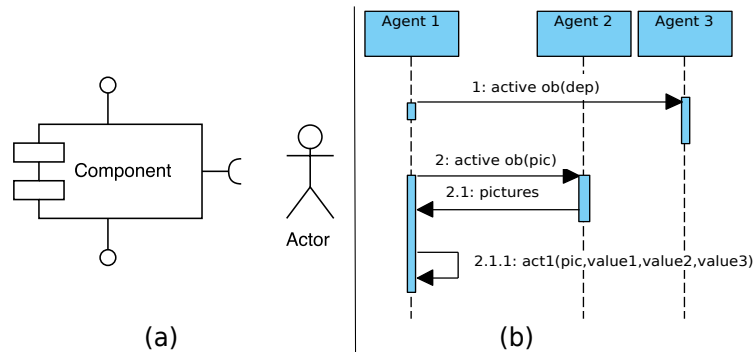 Component
Actor
(a)
Agent 1
Agent 2
Agent 3
1: active ob(dep)
2: active ob(pic)
2.1: pictures
2.1.1: act1(pic,value1,value2,value3)
(b)